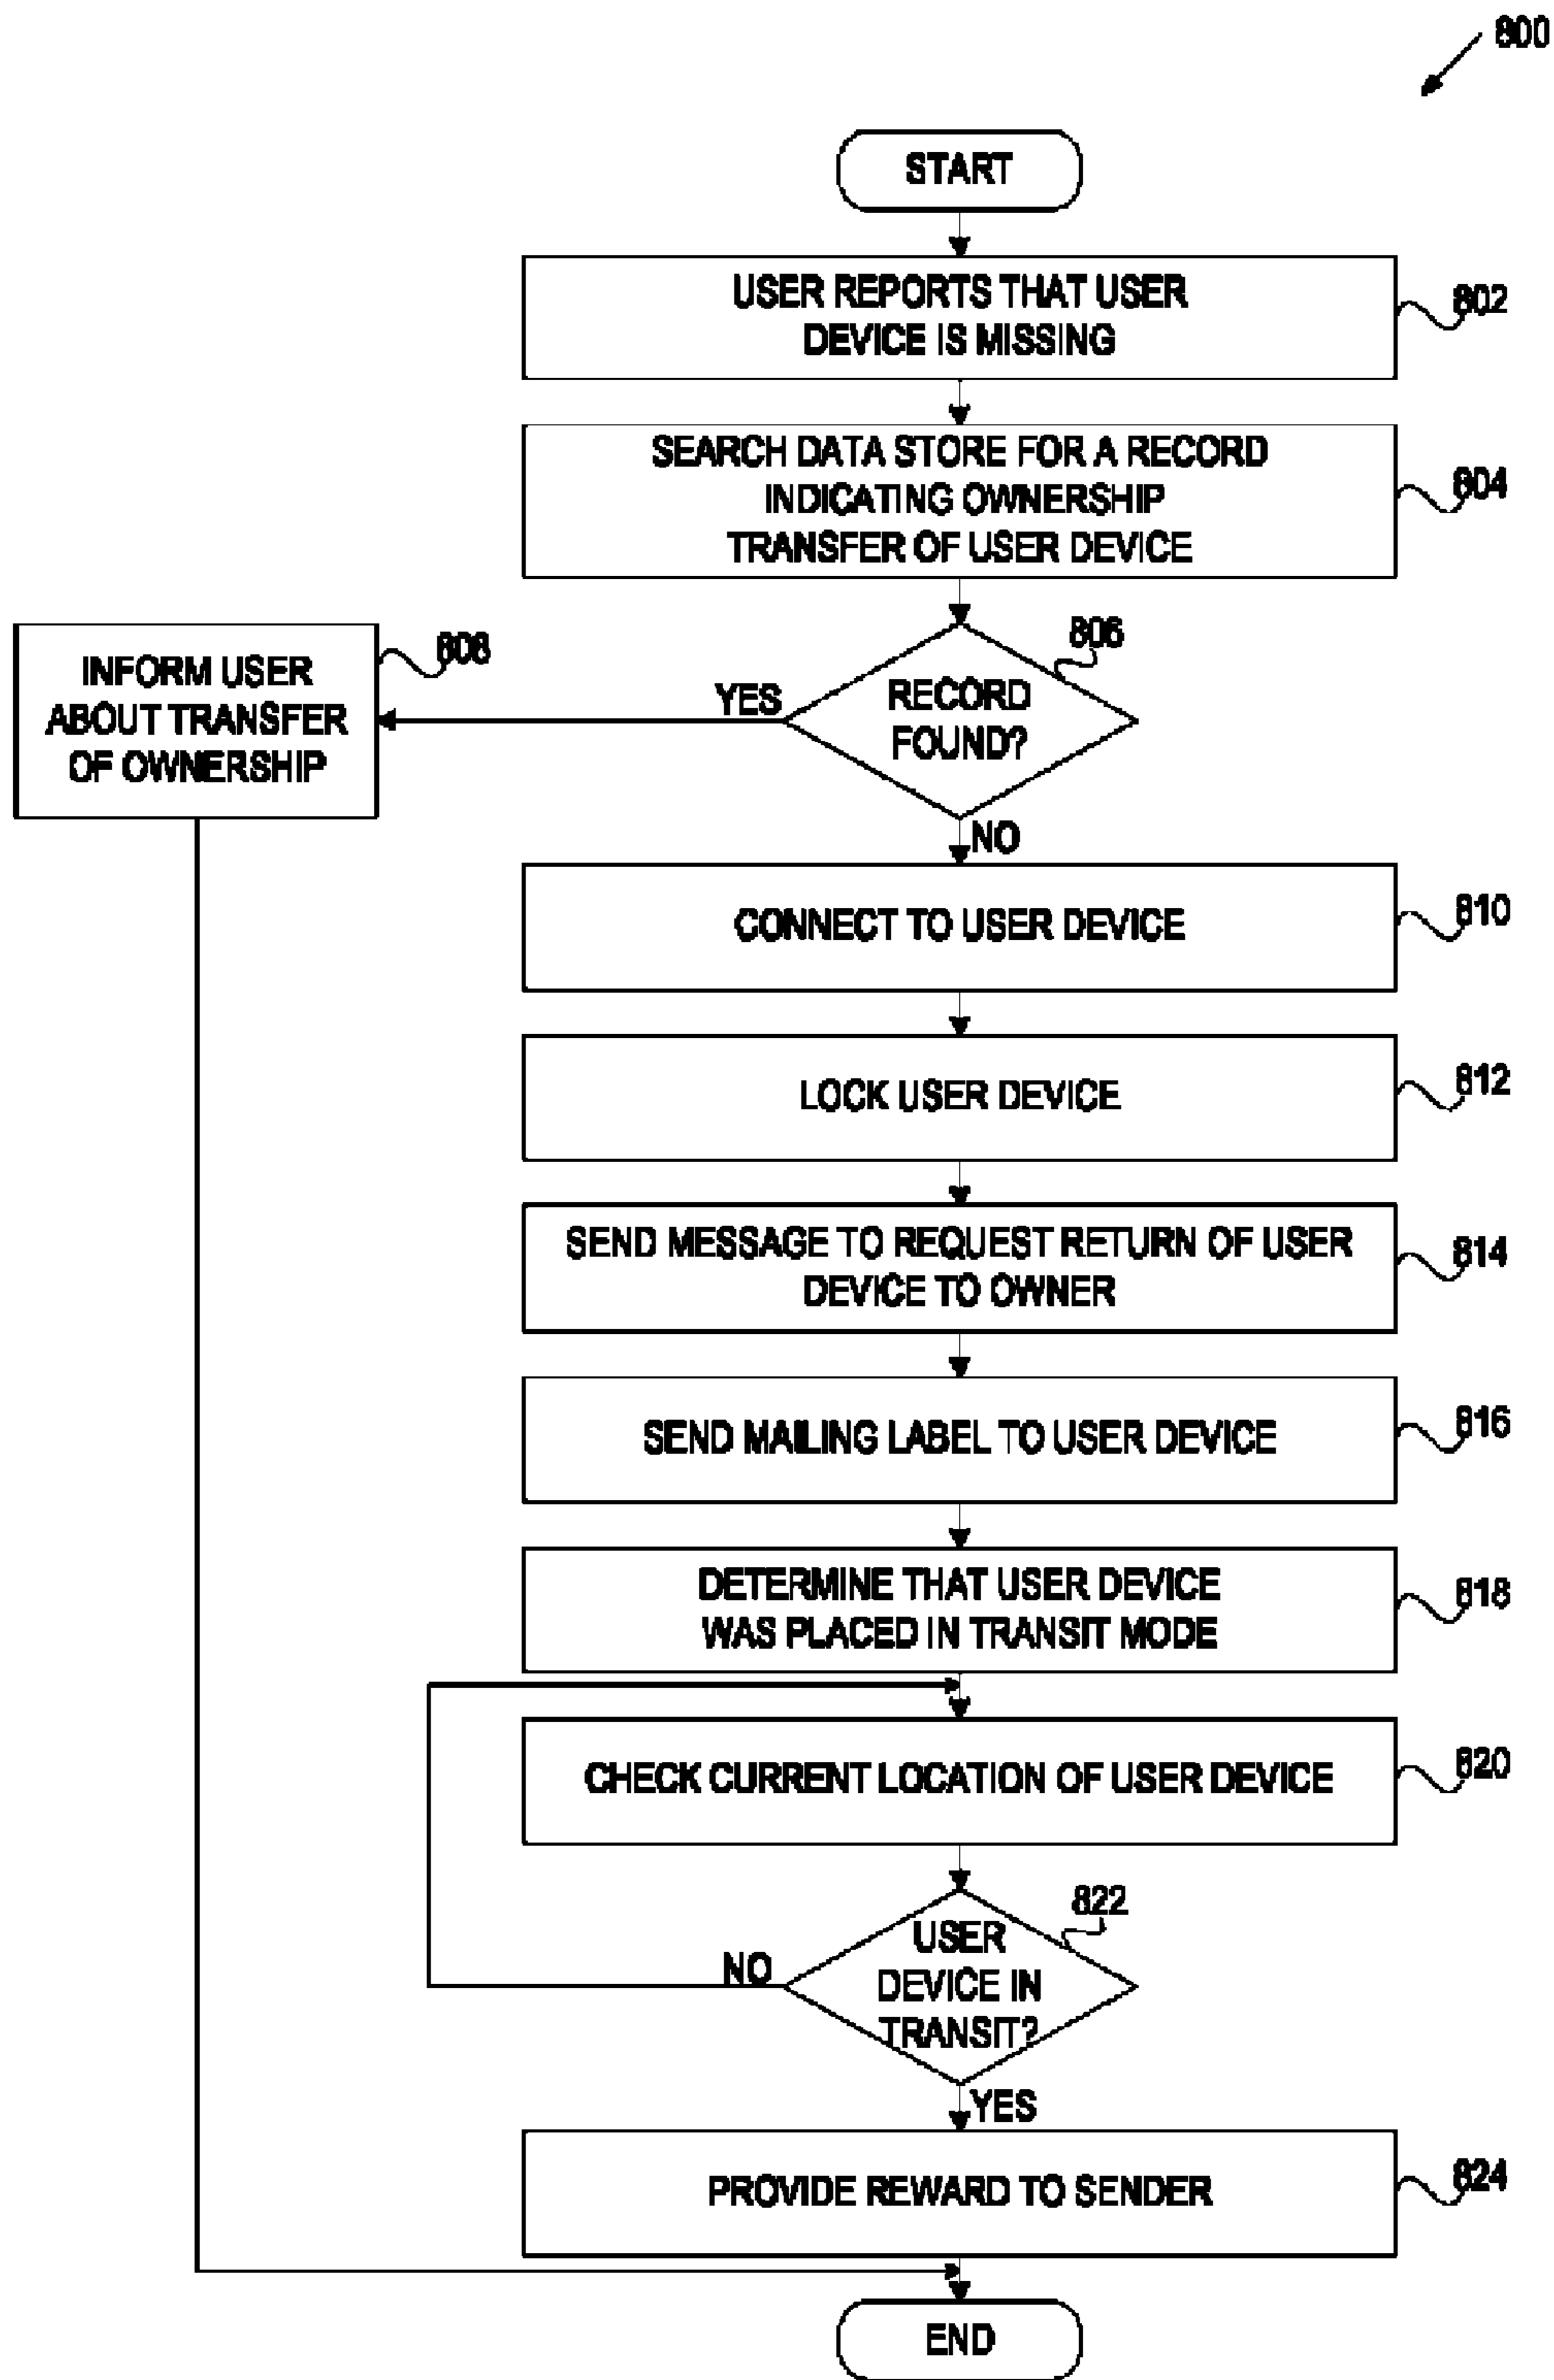 800
START
USER REPORTS THAT USER
DEVICE IS MISSING
802
SEARCH DATA STORE FOR A RECORD
INDICATING OWNERSHIP
TRANSFER OF USER DEVICE
804
RECORD
FOUND?
806
YES
INFORM USER
ABOUT TRANSFER
OF OWNERSHIP
808
NO
CONNECT TO USER DEVICE
810
LOCK USER DEVICE
812
SEND MESSAGE TO REQUEST RETURN OF USER
DEVICE TO OWNER
814
SEND MAILING LABEL TO USER DEVICE
816
DETERMINE THAT USER DEVICE
WAS PLACED IN TRANSIT MODE
818
CHECK CURRENT LOCATION OF USER DEVICE
820
USER
DEVICE IN
TRANSIT?
822
NO
YES
PROVIDE REWARD TO SENDER
824
END